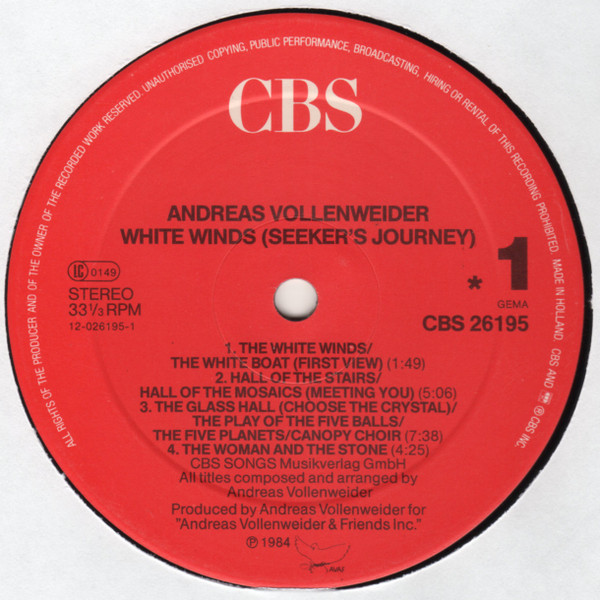 ALL RIGHTS OF THE PRODUCER AND OF THE OWNER OF THE RECORDED WORK RESERVED. UNAUTHORISED COPYING, PUBLIC PERFORMANCE, BROADCASTING, HIRING OR RENTAL OF THIS RECORDING PROHIBITED. MADE IN HOLLAND. CBS AND ℗ CBS INC.
CBS
ANDREAS VOLLENWEIDER
WHITE WINDS (SEEKER'S JOURNEY)
LC 0149
STEREO
33 1/3 RPM
12-026195-1
* 1
GEMA
CBS 26195
1. THE WHITE WINDS/
THE WHITE BOAT (FIRST VIEW) (1:49)
2. HALL OF THE STAIRS/
HALL OF THE MOSAICS (MEETING YOU) (5:06)
3. THE GLASS HALL (CHOOSE THE CRYSTAL)/
THE PLAY OF THE FIVE BALLS/
THE FIVE PLANETS/CANOPY CHOIR (7:38)
4. THE WOMAN AND THE STONE (4:25)
CBS SONGS Musikverlag GmbH
All titles composed and arranged by
Andreas Vollenweider
Produced by Andreas Vollenweider for
"Andreas Vollenweider & Friends Inc."
℗ 1984